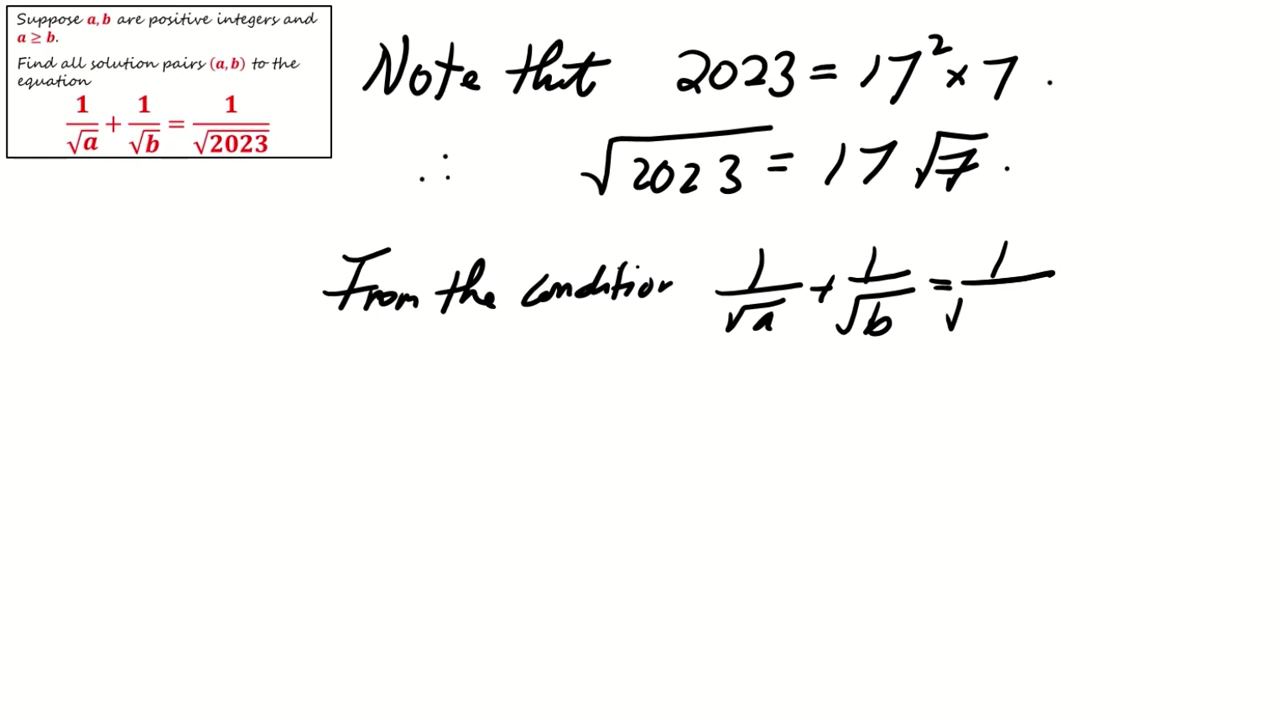 Suppose a, b are positive integers and
a ≥ b.
Find all solution pairs (a, b) to the
equation
1/√a + 1/√b = 1/√2023
Note that 2023 = 17² × 7 .
∴ √2023 = 17 √7 .
From the condition 1/√a + 1/√b = 1/√